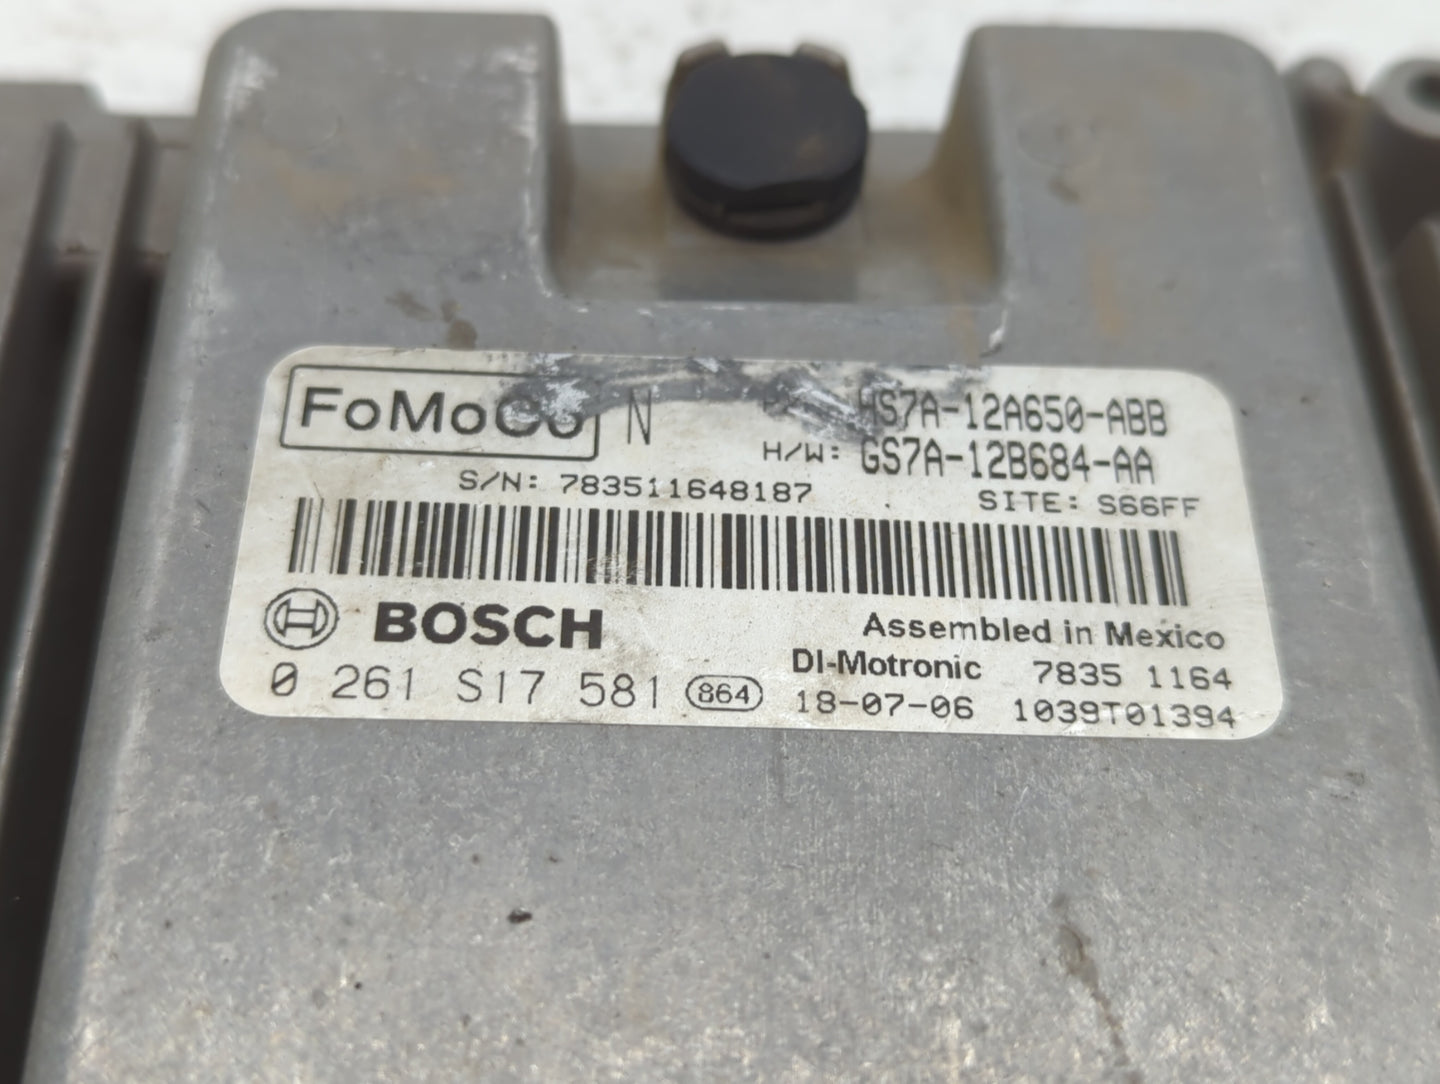 FoMoCo N HS7A-12A650-ABB
H/W: GS7A-12B684-AA
S/N: 783511648187 SITE: S66FF
BOSCH Assembled in Mexico
DI-Motronic 7835 1164
0 261 S17 581 864 18-07-06 1039T01394